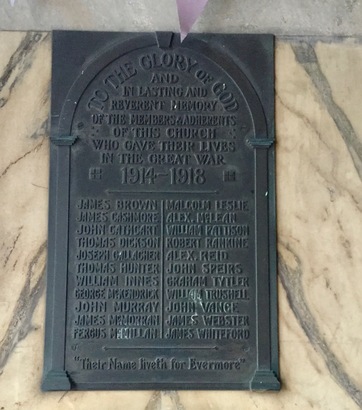 TO THE GLORY OF GOD
AND
IN LASTING AND
REVERENT MEMORY
OF THE MEMBERS & ADHERENTS
OF THIS CHURCH
WHO GAVE THEIR LIVES
IN THE GREAT WAR
1914-1918
JAMES BROWN
JAMES CASHMORE
JOHN CATHCART
THOMAS DICKSON
JOSEPH GALLACHER
THOMAS HUNTER
WILLIAM INNES
GEORGE McKENDRICK
JOHN MURRAY
JAMES McMORRAN
FERGUS McMILLAN
MALCOLM LESLIE
ALEX. McLEAN
WILLIAM PATTISON
ROBERT RANKINE
ALEX. REID
JOHN SPEIRS
GRAHAM TYTLER
WILLIAM TRUSHELL
JOHN VANCE
JAMES WEBSTER
JAMES WHITEFORD
"Their Name liveth for Evermore"